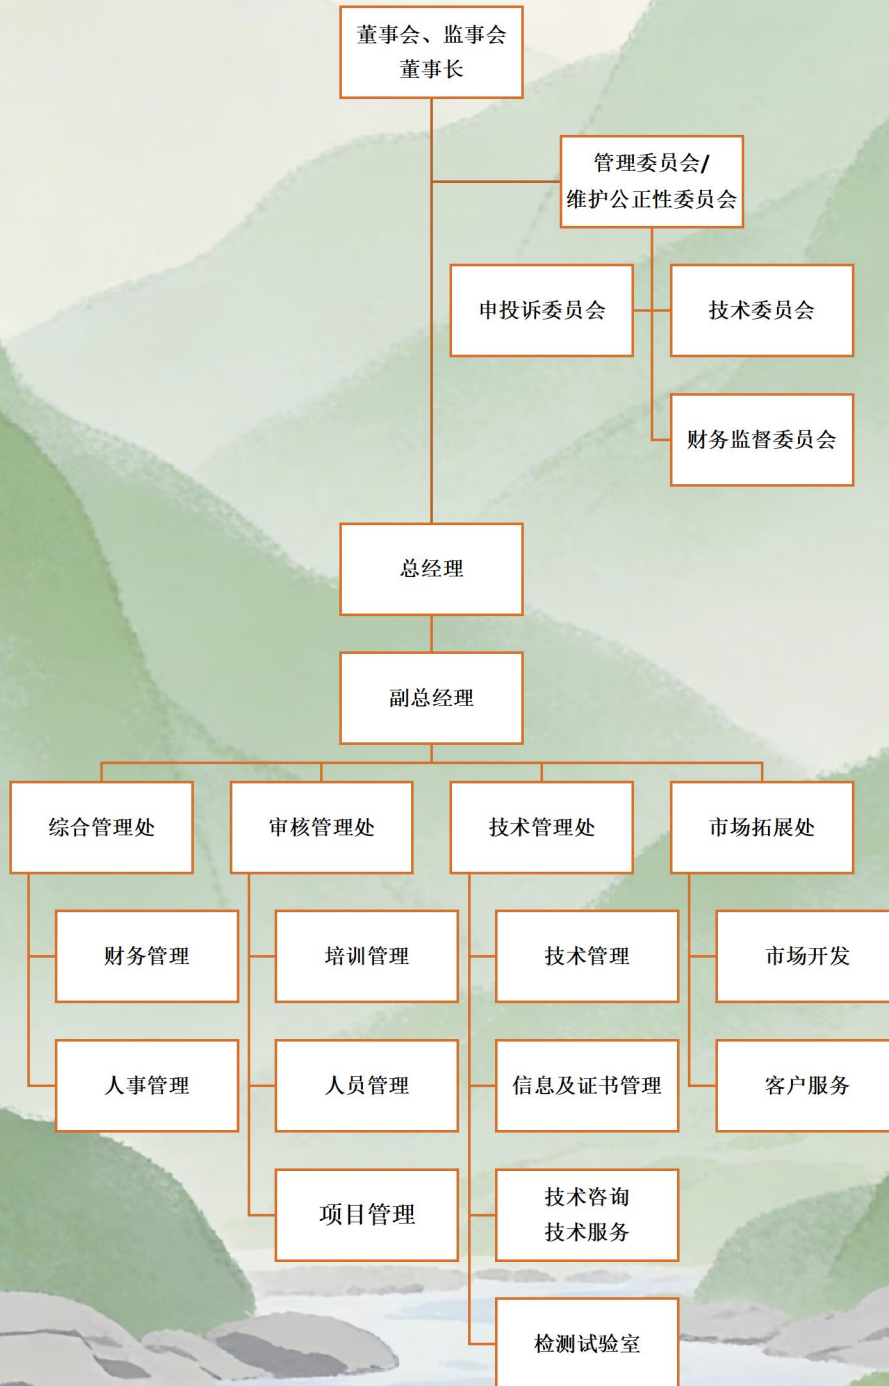 董事会、监事会
董事长
管理委员会/
维护公正性委员会
申投诉委员会
技术委员会
财务监督委员会
总经理
副总经理
综合管理处
审核管理处
技术管理处
市场拓展处
财务管理
培训管理
技术管理
市场开发
人事管理
人员管理
信息及证书管理
客户服务
项目管理
技术咨询
技术服务
检测试验室